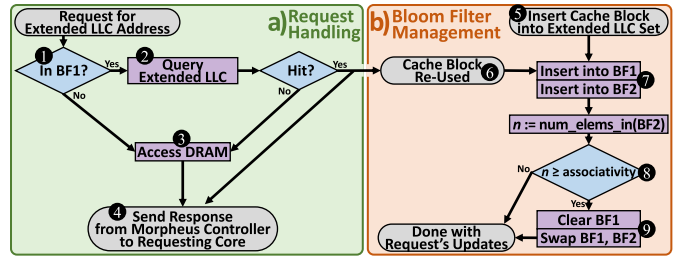 Request for
Extended LLC Address
a) Request
Handling
1
In BF1?
Yes
No
2
Query
Extended LLC
Hit?
Yes
No
3
Access DRAM
4
Send Response
from Morpheus Controller
to Requesting Core
b) Bloom Filter
Management
5
Insert Cache Block
into Extended LLC Set
Cache Block
Re-Used
6
Insert into BF1
Insert into BF2
7
n := num_elems_in(BF2)
n ≥ associativity
8
No
Yes
Clear BF1
Swap BF1, BF2
9
Done with
Request's Updates